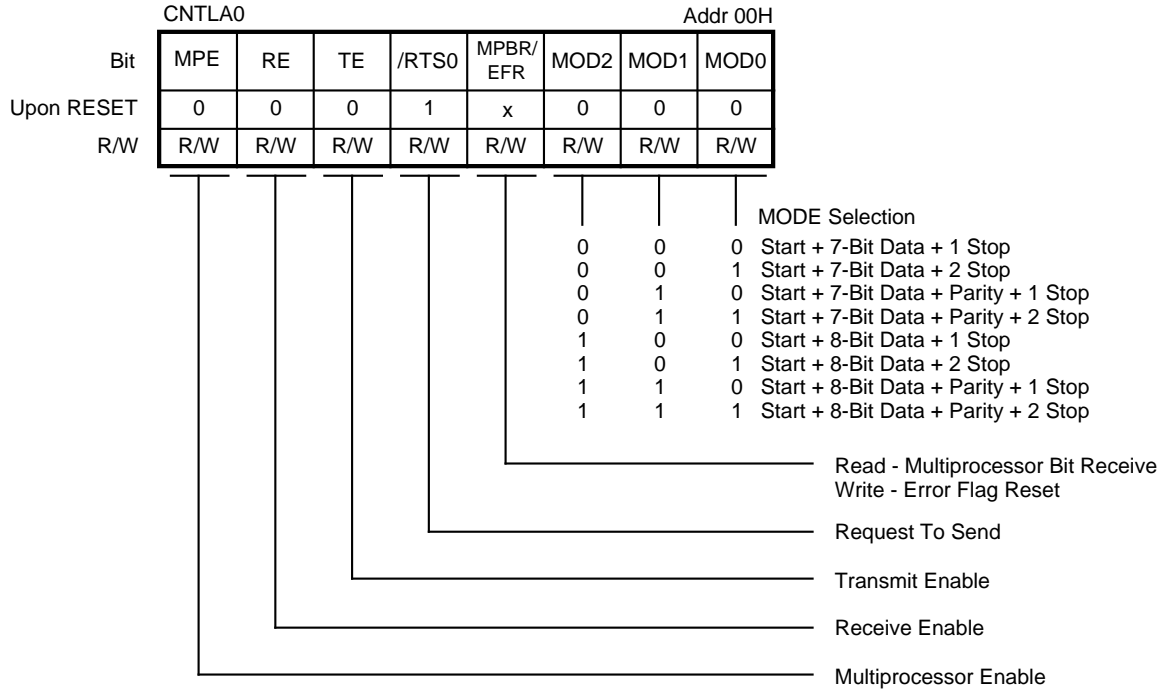 CNTLA0 Addr 00H
Bit MPE RE TE /RTS0 MPBR/ EFR MOD2 MOD1 MOD0
Upon RESET 0 0 0 1 x 0 0 0
R/W R/W R/W R/W R/W R/W R/W R/W R/W
MODE Selection
0 0 0 Start + 7-Bit Data + 1 Stop
0 0 1 Start + 7-Bit Data + 2 Stop
0 1 0 Start + 7-Bit Data + Parity + 1 Stop
0 1 1 Start + 7-Bit Data + Parity + 2 Stop
1 0 0 Start + 8-Bit Data + 1 Stop
1 0 1 Start + 8-Bit Data + 2 Stop
1 1 0 Start + 8-Bit Data + Parity + 1 Stop
1 1 1 Start + 8-Bit Data + Parity + 2 Stop
Read - Multiprocessor Bit Receive
Write - Error Flag Reset
Request To Send
Transmit Enable
Receive Enable
Multiprocessor Enable